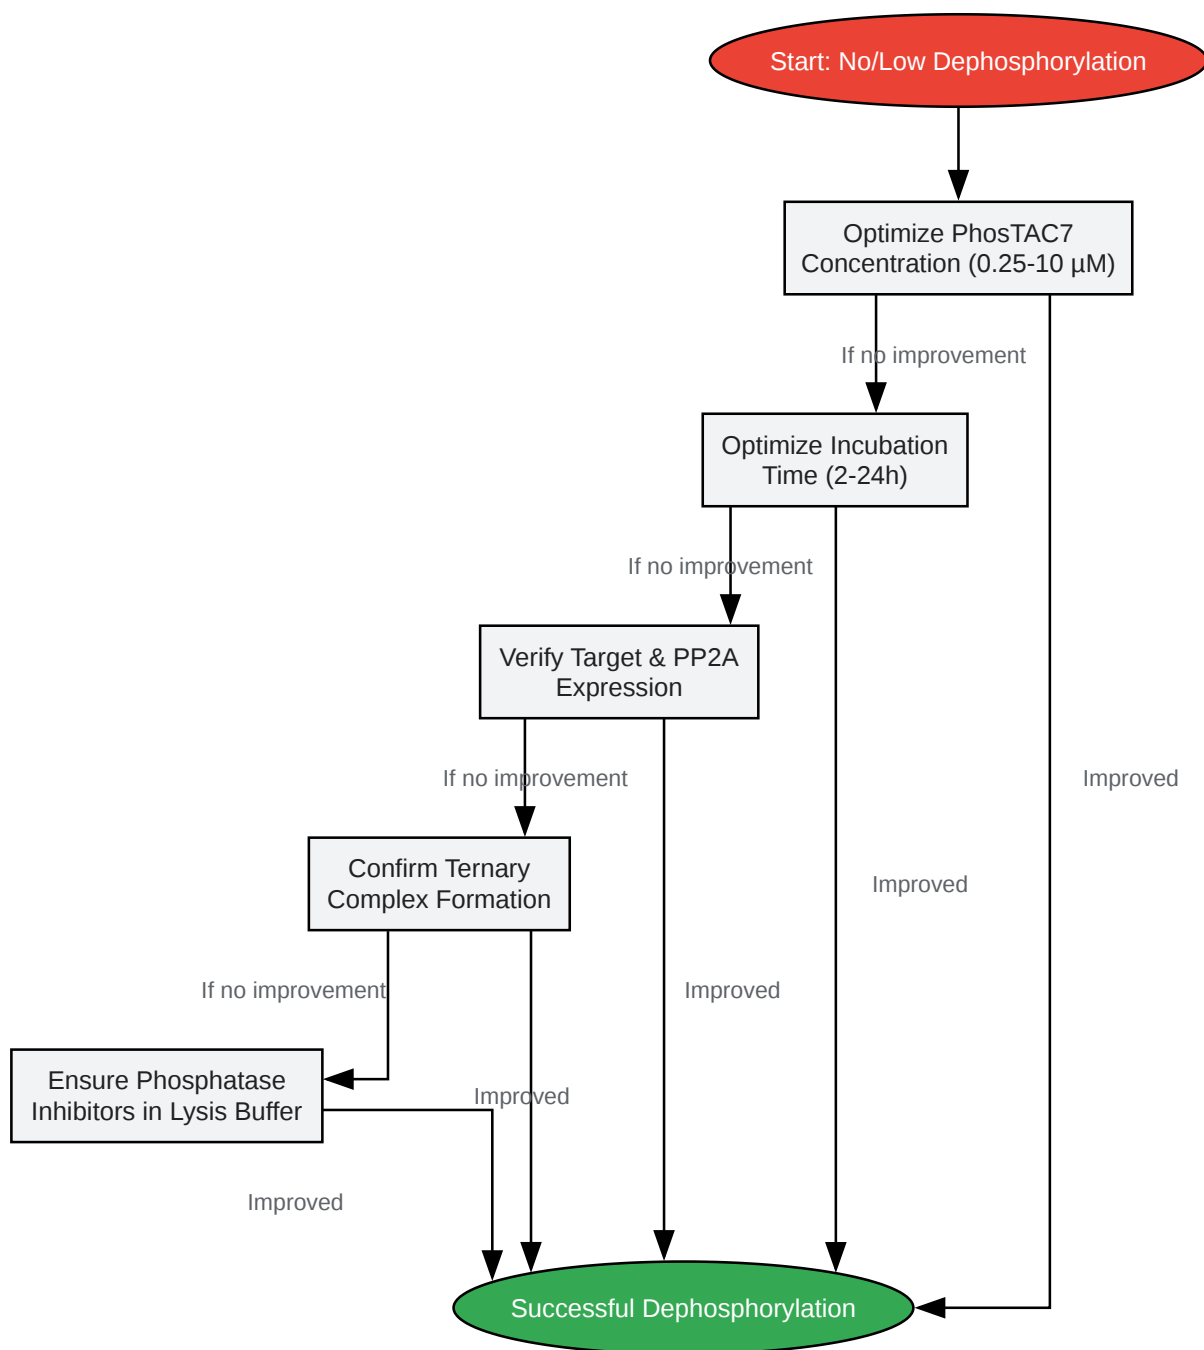 Start: No/Low Dephosphorylation
Optimize PhosTAC7
Concentration (0.25-10 µM)
If no improvement
Optimize Incubation
Time (2-24h)
If no improvement
Verify Target & PP2A
Expression
If no improvement
Improved
Confirm Ternary
Complex Formation
Improved
If no improvement
Improved
Ensure Phosphatase
Inhibitors in Lysis Buffer
Improved
Improved
Successful Dephosphorylation